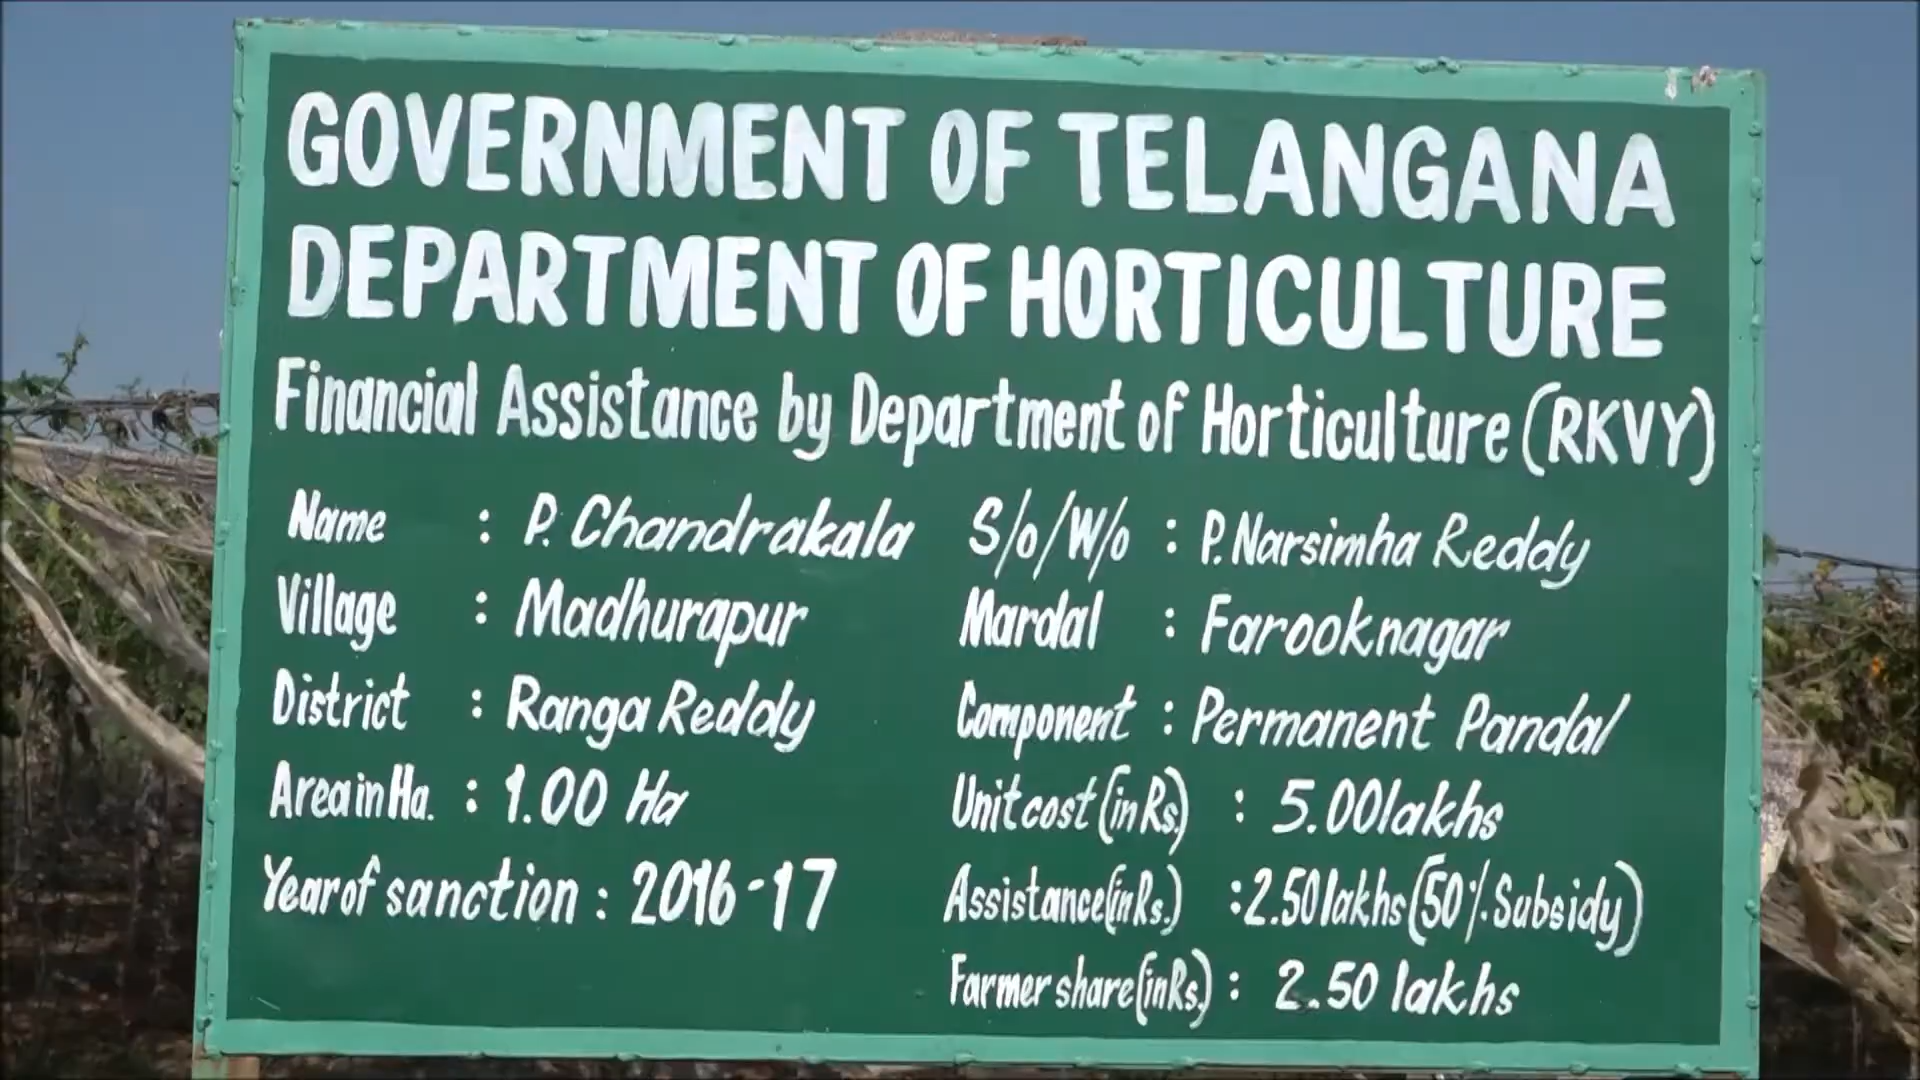 GOVERNMENT OF TELANGANA
DEPARTMENT OF HORTICULTURE
Financial Assistance by Department of Horticulture (RKVY)
Name : P. Chandrakala S/o/W/o : P. Narsimha Reddy
Village : Madhurapur Mardal : Farooknagar
District : Ranga Reddy Component : Permanent Pandal
Area in Ha. : 1.00 Ha Unit cost (in Rs.) : 5.00 lakhs
Year of sanction : 2016-17 Assistance (in Rs.) : 2.50 lakhs (50% Subsidy)
Farmer share (in Rs.) : 2.50 lakhs